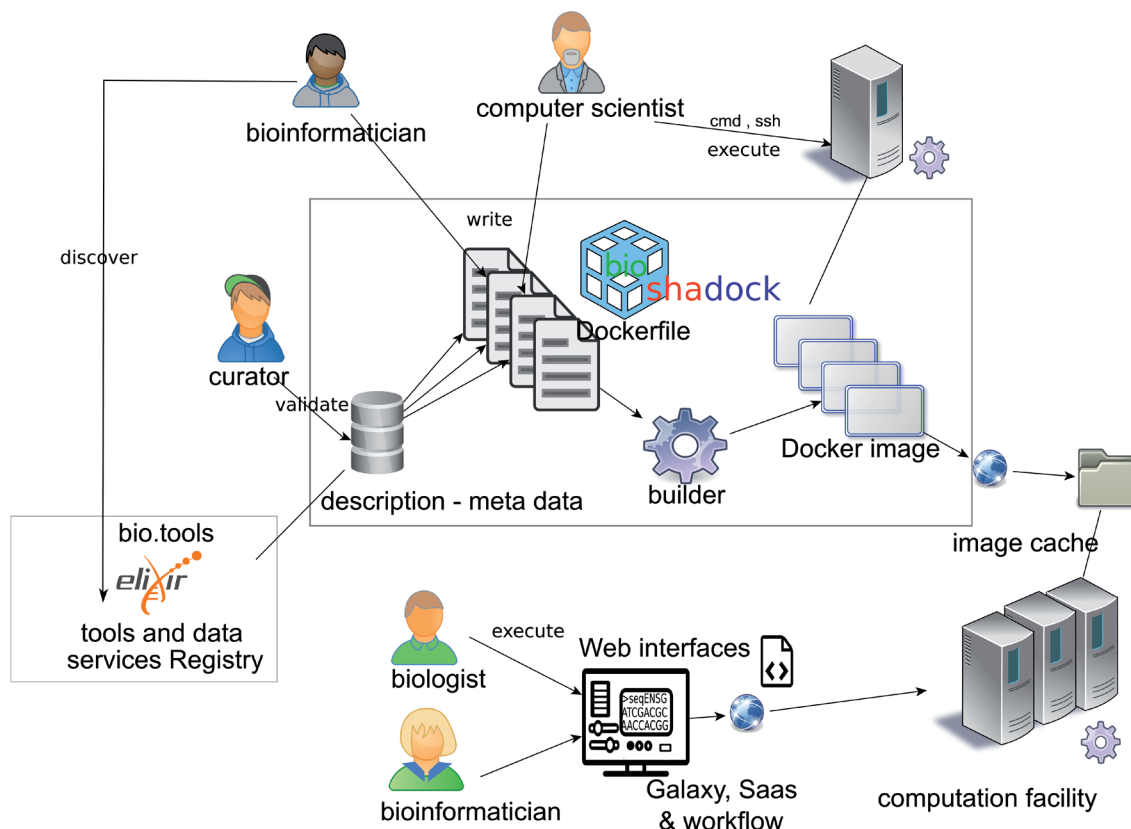 bioinformatician
computer scientist
cmd , ssh
execute
discover
write
bio
shadock
Dockerfile
curator
validate
description - meta data
builder
Docker image
image cache
bio.tools
elixir
tools and data
services Registry
execute
biologist
bioinformatician
Web interfaces
>seqENSG
ATCGACGC
AACCACGG
Galaxy, Saas
& workflow
computation facility